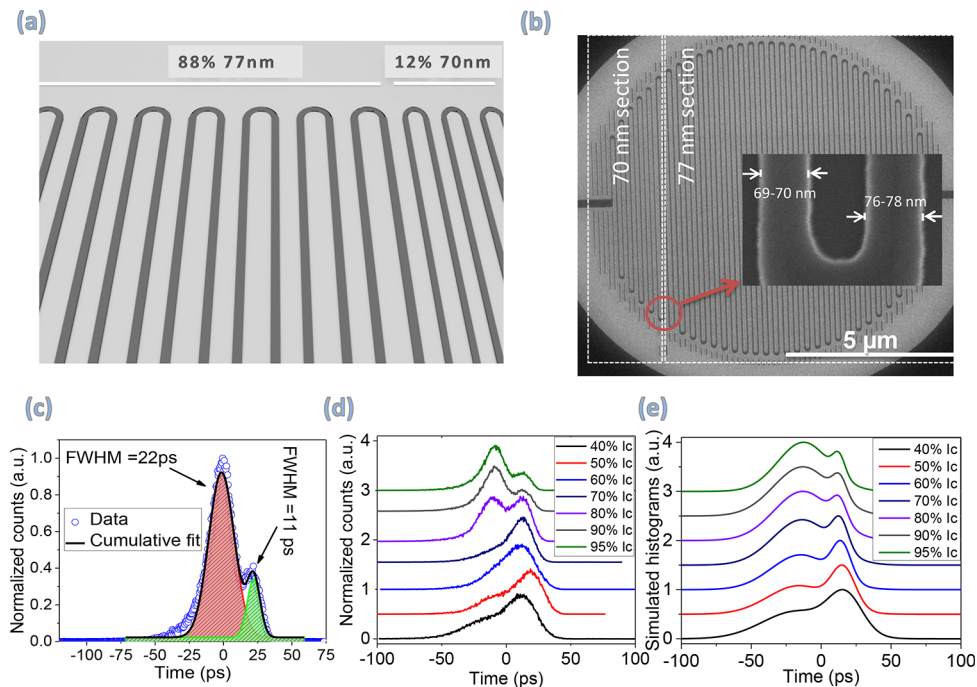 (a)
88% 77nm
12% 70nm
(b)
70 nm section
77 nm section
69-70 nm
76-78 nm
5 µm
(c)
Normalized counts (a.u.)
1.0
0.8
0.6
0.4
0.2
0.0
FWHM =22ps
FWHM =11 ps
Data
Cumulative fit
-100 -75 -50 -25 0 25 50 75
Time (ps)
(d)
Normalized counts (a.u.)
4
3
2
1
0
40% Ic
50% Ic
60% Ic
70% Ic
80% Ic
90% Ic
95% Ic
-100 -50 0 50 100
Time (ps)
(e)
Simulated histograms (a.u.)
4
3
2
1
0
40% Ic
50% Ic
60% Ic
70% Ic
80% Ic
90% Ic
95% Ic
-100 -50 0 50 100
Time (ps)